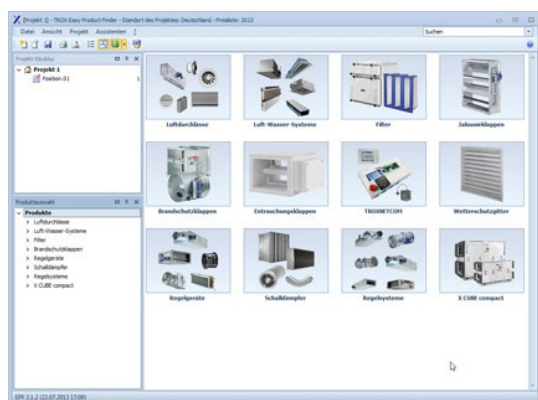 [Projekt 1] - TROX Easy Product Finder - Standort des Projektes: Deutschland - Preisliste: 2013
Datei Ansicht Projekt Assistenten ?
Suchen
Projekt Struktur
Projekt 1
Position.01 1
Luftdurchlässe Luft-Wasser-Systeme Filter Jalousieklappen
Brandschutzklappen Entrauchungsklappen TROXNETCOM Wetterschutzgitter
Regelgeräte Schalldämpfer Regelsysteme X CUBE compact
Produktauswahl
Produkte
Luftdurchlässe
Luft-Wasser-Systeme
Filter
Brandschutzklappen
Regelgeräte
Schalldämpfer
Regelsysteme
X CUBE compact
EPF 2.1.2 (22.07.2013 17:09)